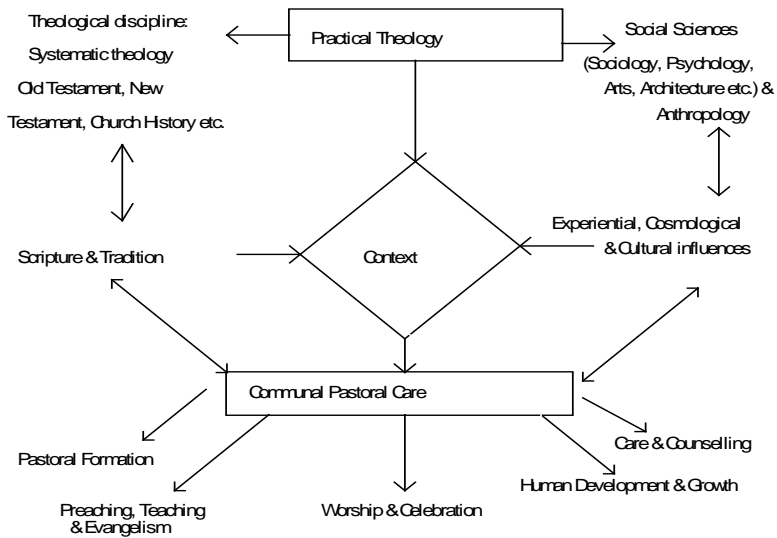 Theological discipline:
Systematic theology
Old Testament, New
Testament, Church History etc.
Practical Theology
Social Sciences
(Sociology, Psychology,
Arts, Architecture etc.) &
Anthropology
Scripture & Tradition
Context
Experiential, Cosmological
& Cultural influences
Communal Pastoral Care
Pastoral Formation
Preaching, Teaching
& Evangelism
Worship & Celebration
Human Development & Growth
Care & Counselling